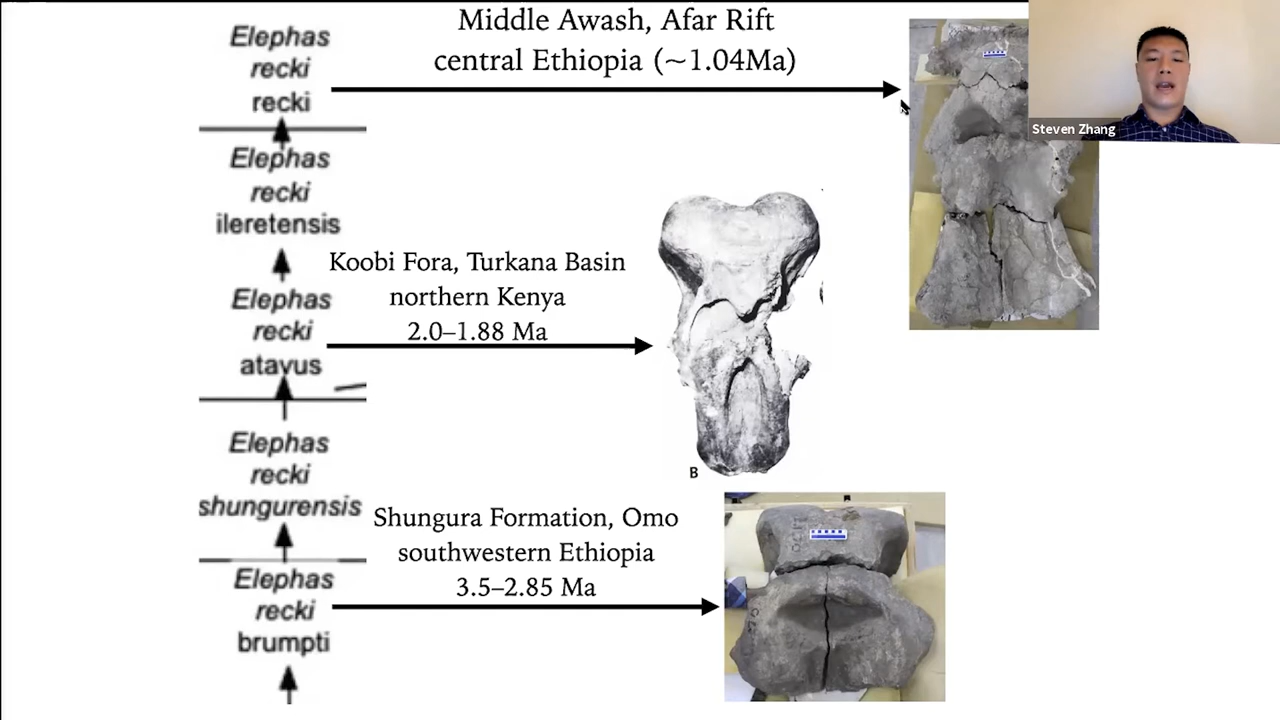 Elephas
recki
recki
Middle Awash, Afar Rift
central Ethiopia (~1.04Ma)
Steven Zhang
Elephas
recki
ileretensis
Koobi Fora, Turkana Basin
northern Kenya
2.0–1.88 Ma
Elephas
recki
atavus
B
Elephas
recki
shungurensis
Shungura Formation, Omo
southwestern Ethiopia
3.5–2.85 Ma
Elephas
recki
brumpti